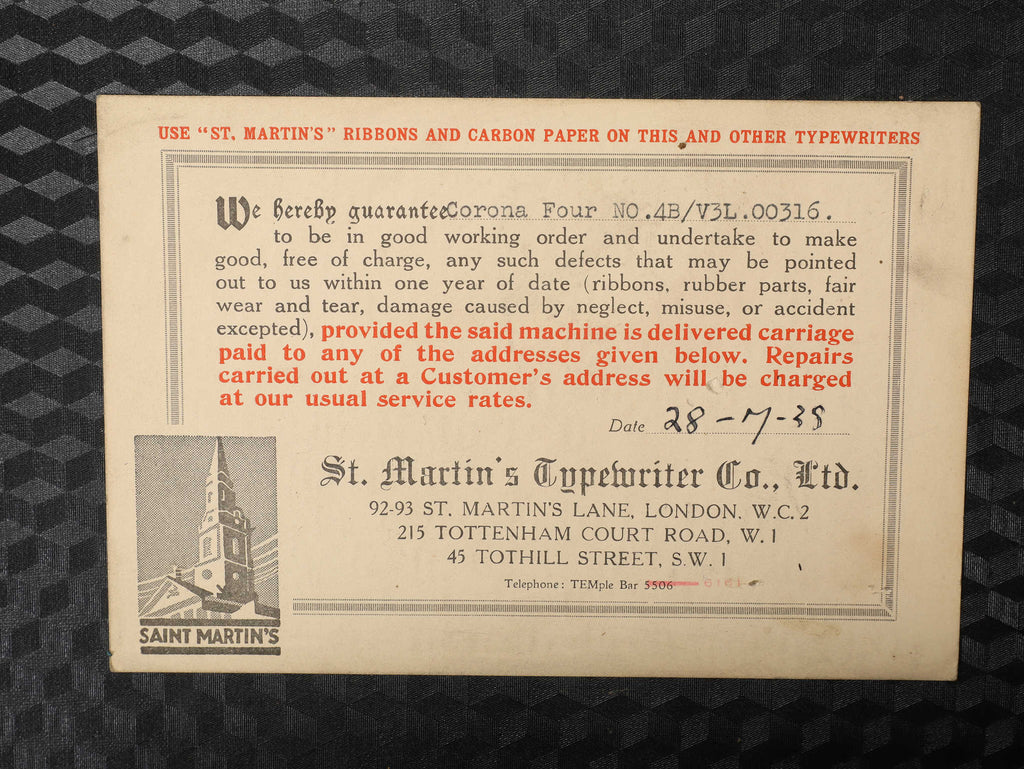 USE "ST. MARTIN'S" RIBBONS AND CARBON PAPER ON THIS AND OTHER TYPEWRITERS
We hereby guarantee Corona Four NO.4B/V3L.00316.
to be in good working order and undertake to make
good, free of charge, any such defects that may be pointed
out to us within one year of date (ribbons, rubber parts, fair
wear and tear, damage caused by neglect, misuse, or accident
excepted), provided the said machine is delivered carriage
paid to any of the addresses given below. Repairs
carried out at a Customer's address will be charged
at our usual service rates.
Date 28-7-
St. Martin's Typewriter Co., Ltd.
92-93 ST. MARTIN'S LANE, LONDON, W.C. 2
215 TOTTENHAM COURT ROAD, W. 1
45 TOTHILL STREET, S.W. 1
Telephone: TEMple Bar 5506
SAINT MARTIN'S